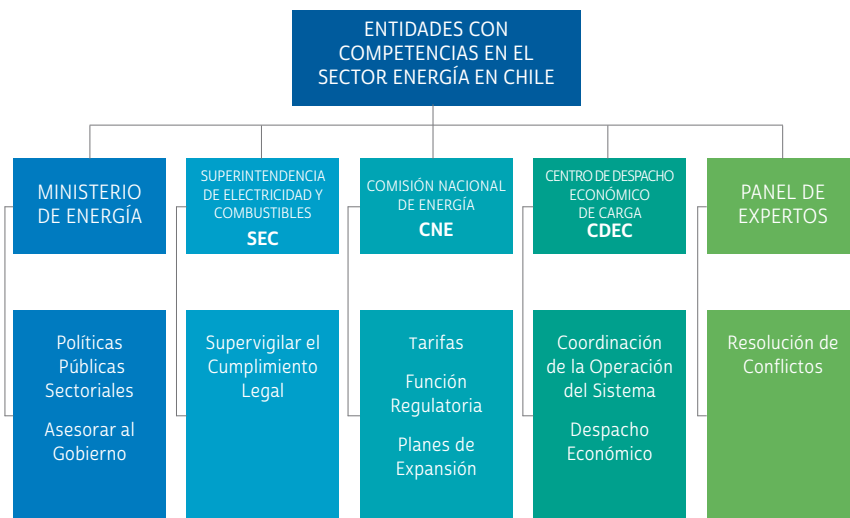 ENTIDADES CON
COMPETENCIAS EN EL
SECTOR ENERGÍA EN CHILE
MINISTERIO
DE ENERGÍA
SUPERINTENDENCIA
DE ELECTRICIDAD Y
COMBUSTIBLES
SEC
COMISIÓN NACIONAL
DE ENERGÍA
CNE
CENTRO DE DESPACHO
ECONÓMICO
DE CARGA
CDEC
PANEL DE
EXPERTOS
Políticas
Públicas
Sectoriales
Asesorar al
Gobierno
Supervigilar el
Cumplimiento
Legal
Tarifas
Función
Regulatoria
Planes de
Expansión
Coordinación
de la Operación
del Sistema
Despacho
Económico
Resolución de
Conflictos